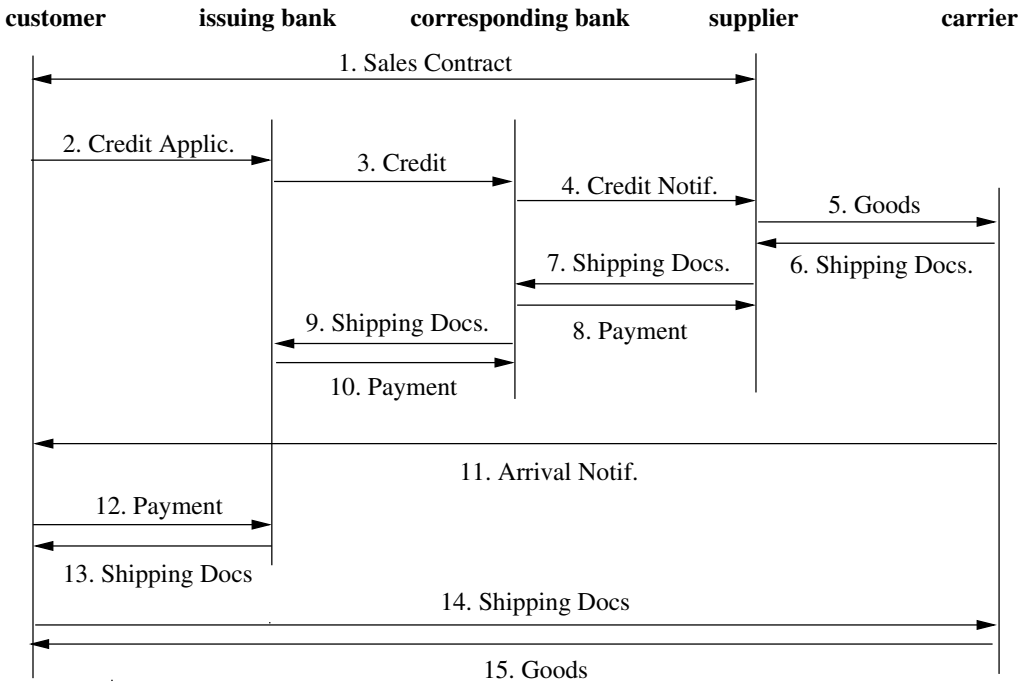 customer issuing bank corresponding bank supplier carrier
1. Sales Contract
2. Credit Applic.
3. Credit
4. Credit Notif.
5. Goods
6. Shipping Docs.
7. Shipping Docs.
8. Payment
9. Shipping Docs.
10. Payment
11. Arrival Notif.
12. Payment
13. Shipping Docs
14. Shipping Docs
15. Goods